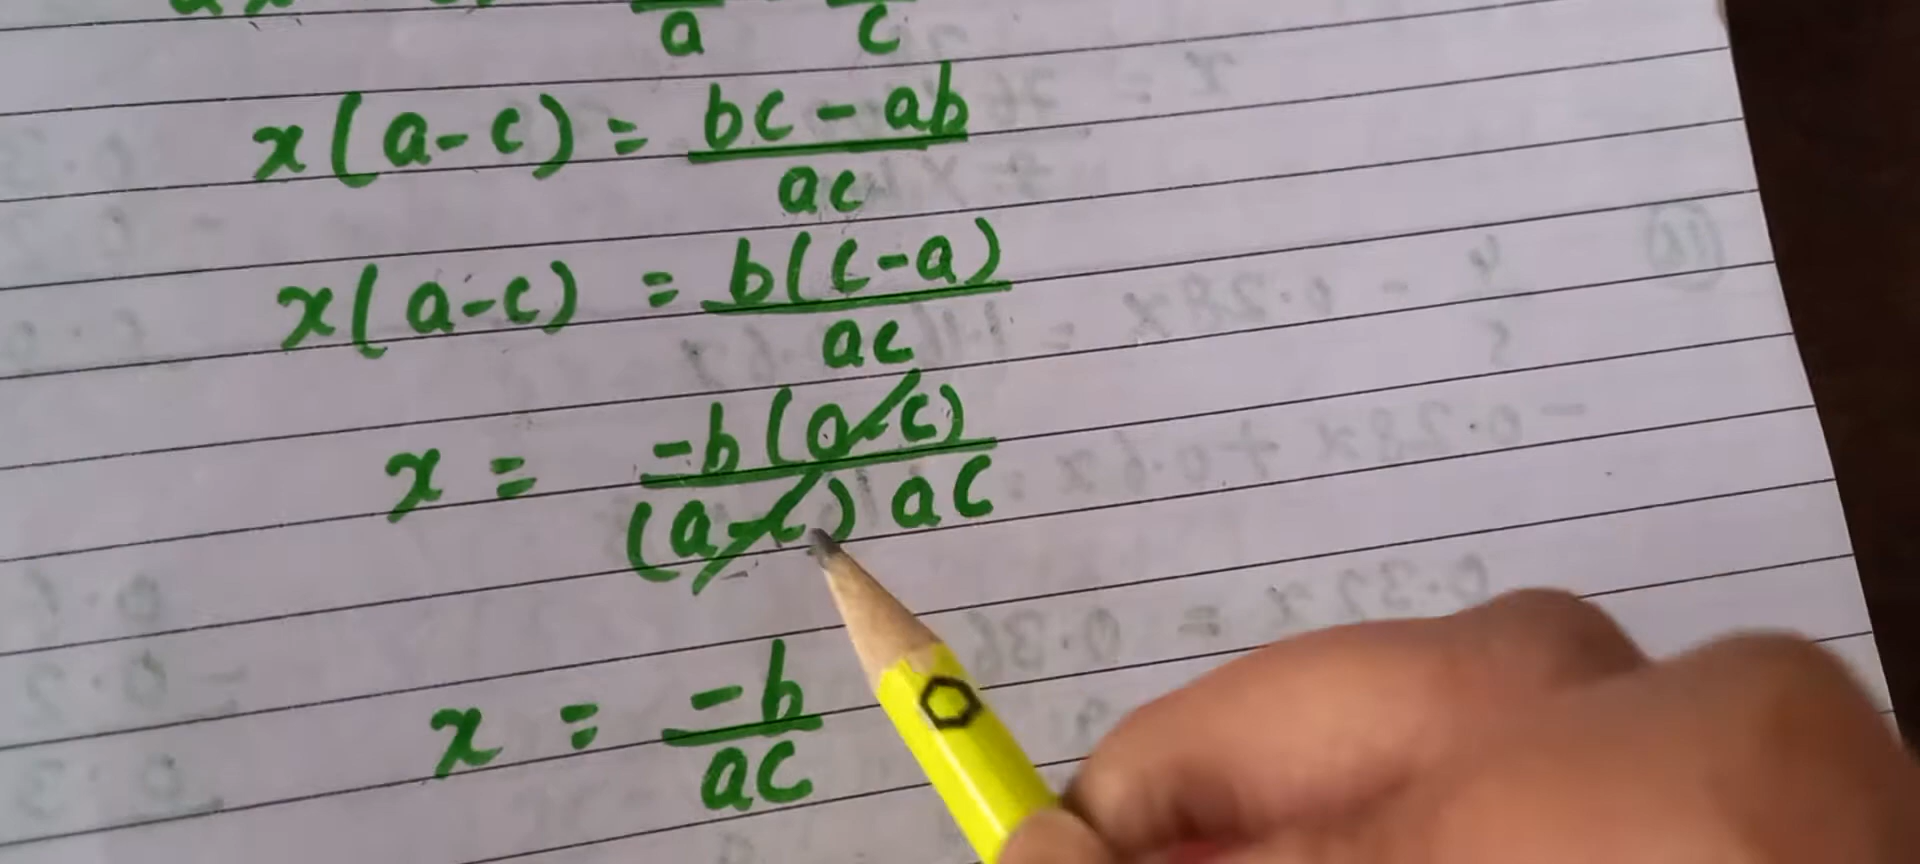 a c
x(a-c) = bc-ab/ac
x(a-c) = b(c-a)/ac
x = -b(a-c)/(a-c)ac
x = -b/ac